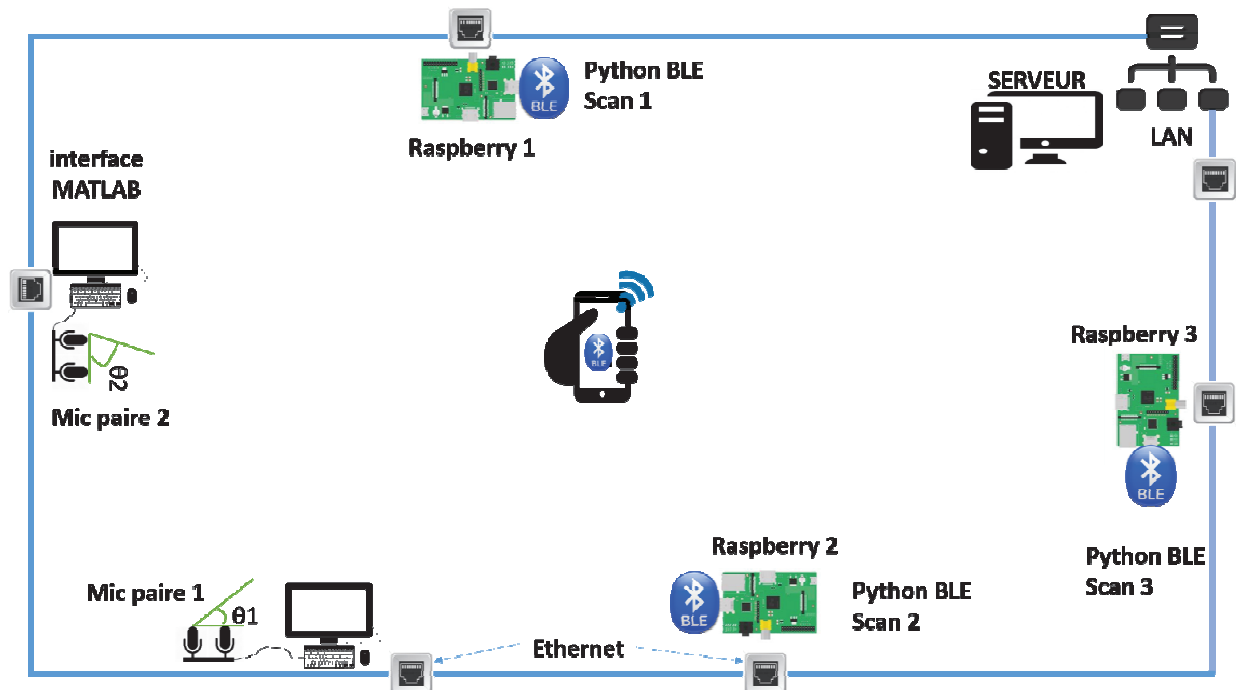 Python BLE
Scan 1
BLE
Raspberry 1
SERVEUR
LAN
interface
MATLAB
θ2
Mic paire 2
BLE
Raspberry 3
BLE
Python BLE
Scan 3
Mic paire 1
θ1
Raspberry 2
BLE
Python BLE
Scan 2
Ethernet